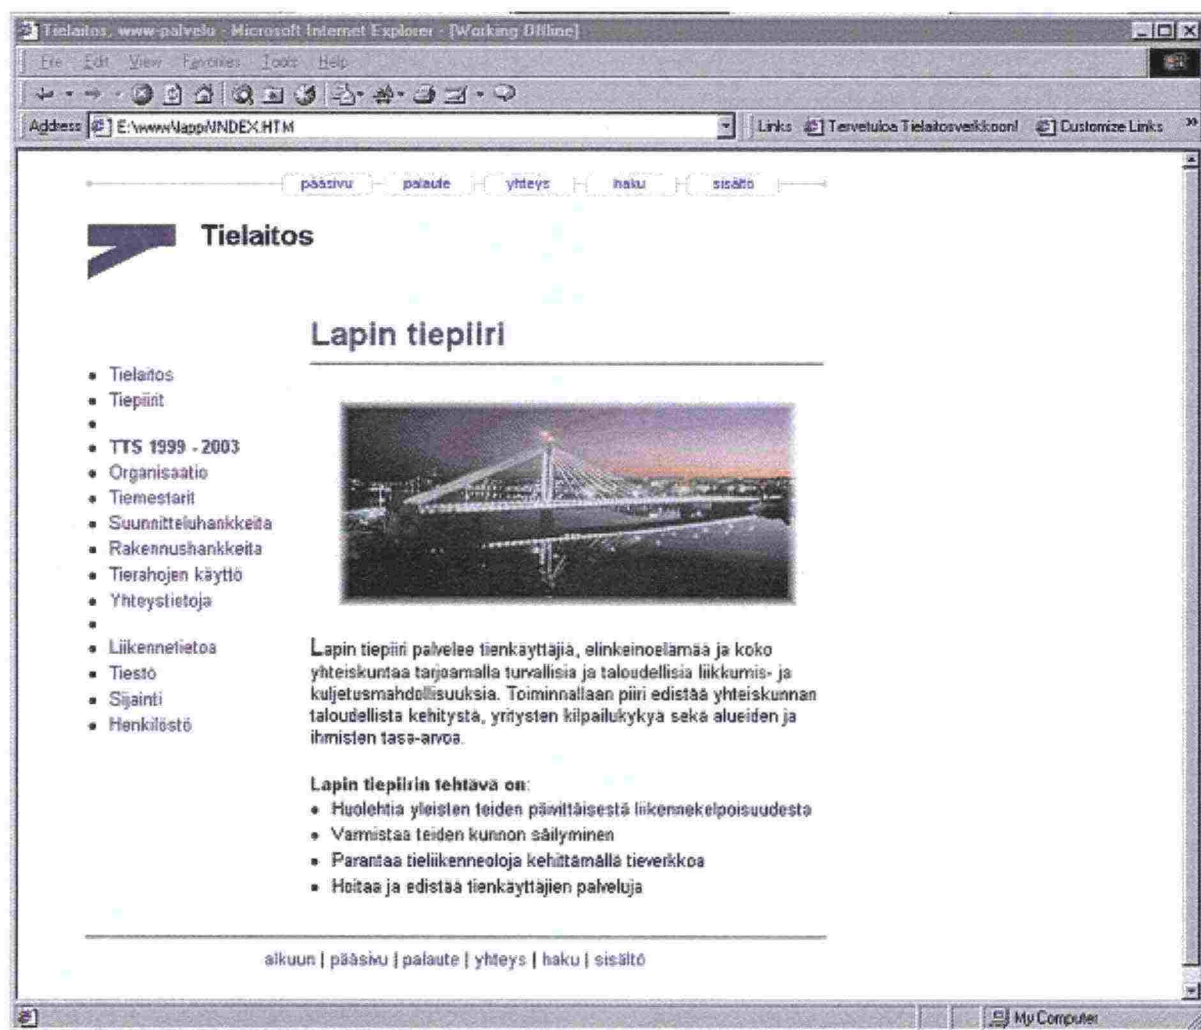 Tielaitos, www-palvelu - Microsoft Internet Explorer - [Working Offline]
File Edit View Favorites Tools Help
Address E:\www\lappi\INDEX.HTM Links Tervetuloa Tielaitosverkkoon! Customize Links »
pääsivu palaute yhteys haku sisältö
Tielaitos
Lapin tiepiiri
• Tielaitos
• Tiepiirit
•
• TTS 1999 - 2003
• Organisaatio
• Tiemestarit
• Suunnitteluhankkeita
• Rakennushankkeita
• Tierahojen käyttö
• Yhteystietoja
•
• Liikennetietoa
• Tiestö
• Sijainti
• Henkilöstö
Lapin tiepiiri palvelee tienkäyttäjiä, elinkeinoelämää ja koko
yhteiskuntaa tarjoamalla turvallisia ja taloudellisia liikkumis- ja
kuljetusmahdollisuuksia. Toiminnallaan piiri edistää yhteiskunnan
taloudellista kehitystä, yritysten kilpailukykyä sekä alueiden ja
ihmisten tasa-arvoa.
Lapin tiepiirin tehtävä on:
• Huolehtia yleisten teiden päivittäisestä liikennekelpoisuudesta
• Varmistaa teiden kunnon säilyminen
• Parantaa tieliikenneoloja kehittämällä tieverkkoa
• Hoitaa ja edistää tienkäyttäjien palveluja
alkuun | pääsivu | palaute | yhteys | haku | sisältö
My Computer